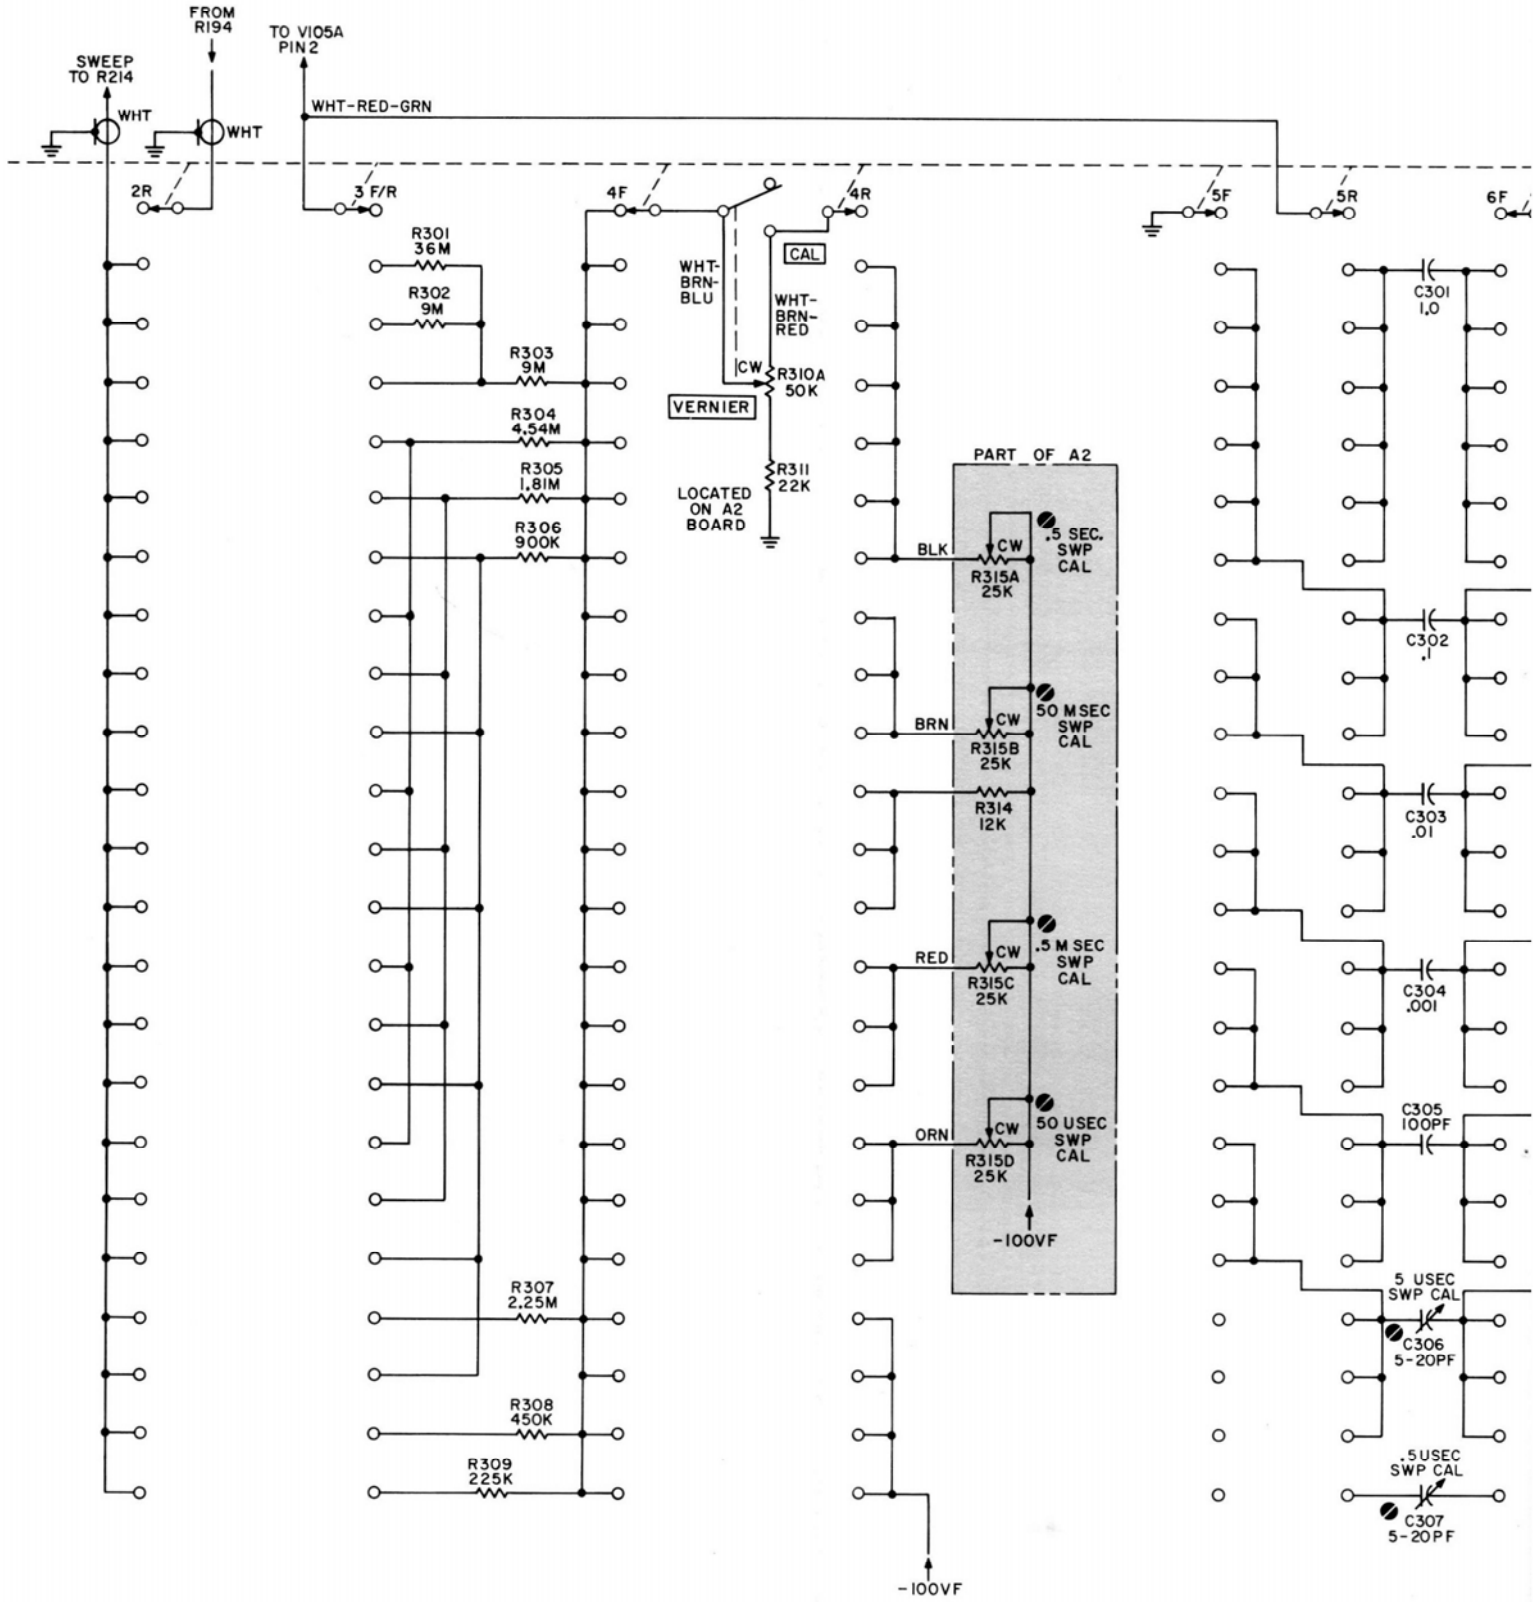 FROM
R194
TO V105A
PIN 2
SWEEP
TO R214
WHT
WHT
WHT-RED-GRN
2R
3 F/R
4F
4R
5F
5R
6F
R301
36M
R302
9M
R303
9M
R304
4.54M
R305
1.81M
R306
900K
R307
2.25M
R308
450K
R309
225K
WHT-
BRN-
BLU
CAL
WHT-
BRN-
RED
CW
R310A
50K
VERNIER
R311
22K
LOCATED
ON A2
BOARD
PART OF A2
BLK
CW
R315A
25K
.5 SEC.
SWP
CAL
BRN
CW
R315B
25K
50 MSEC
SWP
CAL
R314
12K
RED
CW
R315C
25K
.5 M SEC
SWP
CAL
ORN
CW
R315D
25K
50 USEC
SWP
CAL
-100VF
-100VF
C301
1.0
C302
.1
C303
.01
C304
.001
C305
100PF
5 USEC
SWP CAL
C306
5-20PF
.5USEC
SWP CAL
C307
5-20PF